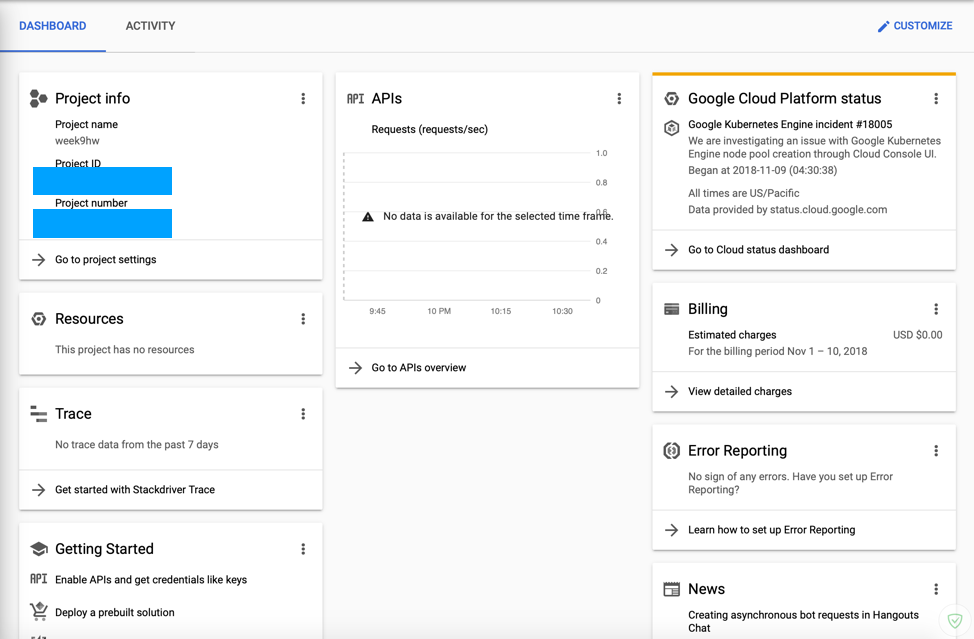 DASHBOARD
ACTIVITY
CUSTOMIZE
Project info
Project name
week9hw
Project ID
Project number
Go to project settings
Resources
This project has no resources
Trace
No trace data from the past 7 days
Get started with Stackdriver Trace
Getting Started
API Enable APIs and get credentials like keys
Deploy a prebuilt solution
API APIs
Requests (requests/sec)
1.0
0.8
No data is available for the selected time frame.
0.6
0.4
0.2
0
9:45 10 PM 10:15 10:30
Go to APIs overview
Google Cloud Platform status
Google Kubernetes Engine incident #18005
We are investigating an issue with Google Kubernetes
Engine node pool creation through Cloud Console UI.
Began at 2018-11-09 (04:30:38)
All times are US/Pacific
Data provided by status.cloud.google.com
Go to Cloud status dashboard
Billing
Estimated charges USD $0.00
For the billing period Nov 1 – 10, 2018
View detailed charges
Error Reporting
No sign of any errors. Have you set up Error
Reporting?
Learn how to set up Error Reporting
News
Creating asynchronous bot requests in Hangouts
Chat